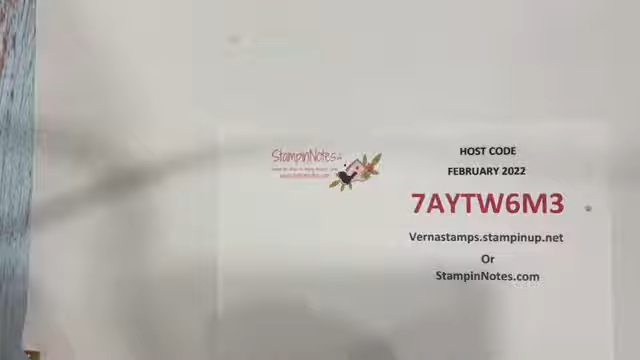 StampinNotes
HOST CODE
FEBRUARY 2022
7AYTW6M3
Vernastamps.stampinup.net
Or
StampinNotes.com